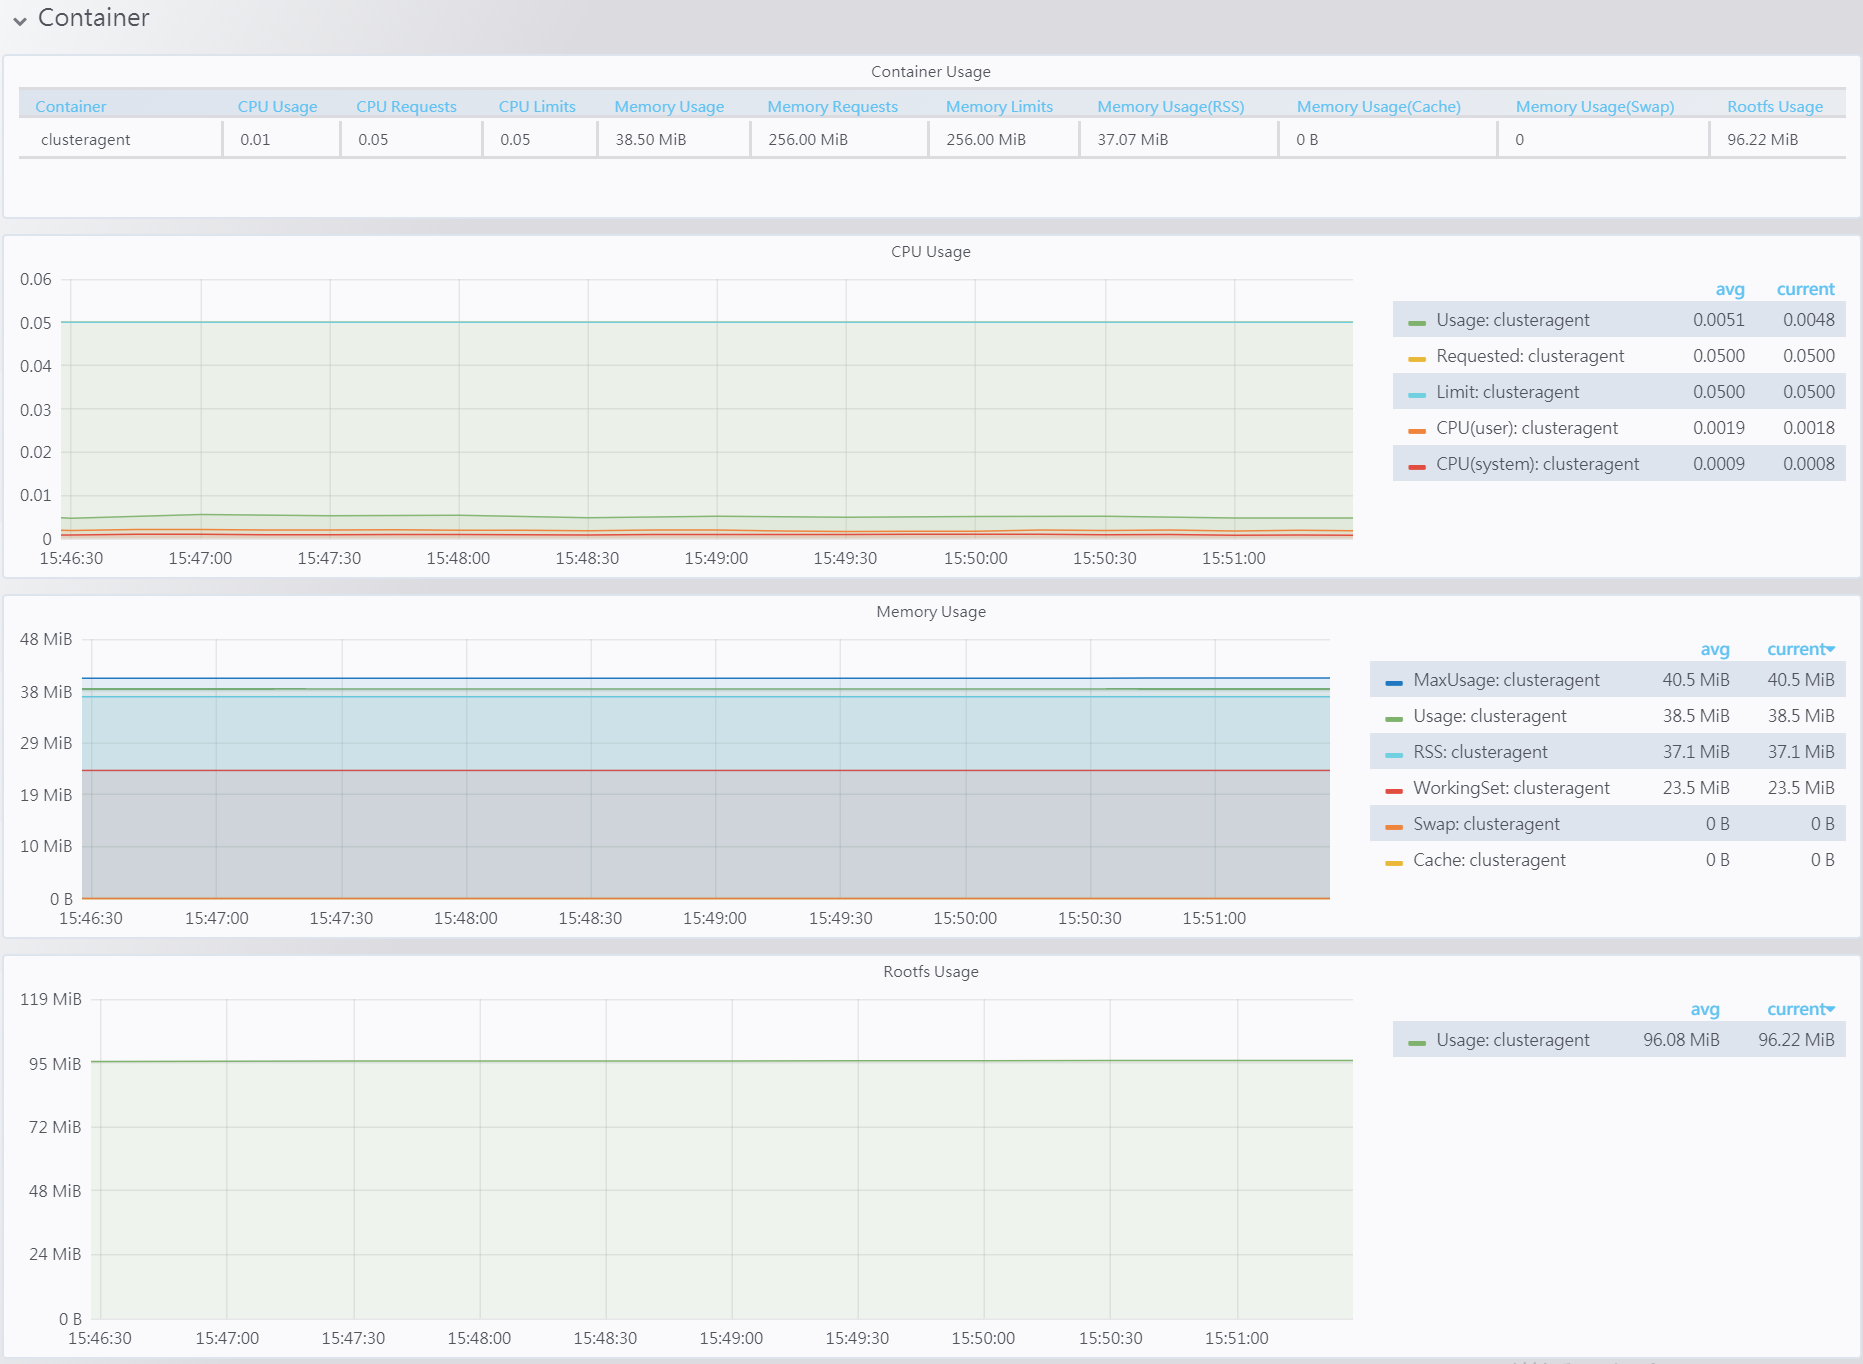 Container
Container Usage
Container CPU Usage CPU Requests CPU Limits Memory Usage Memory Requests Memory Limits Memory Usage(RSS) Memory Usage(Cache) Memory Usage(Swap) Rootfs Usage
clusteragent 0.01 0.05 0.05 38.50 MiB 256.00 MiB 256.00 MiB 37.07 MiB 0 B 0 96.22 MiB
CPU Usage
0.06
0.05
0.04
0.03
0.02
0.01
0
15:46:30 15:47:00 15:47:30 15:48:00 15:48:30 15:49:00 15:49:30 15:50:00 15:50:30 15:51:00
avg current
Usage: clusteragent 0.0051 0.0048
Requested: clusteragent 0.0500 0.0500
Limit: clusteragent 0.0500 0.0500
CPU(user): clusteragent 0.0019 0.0018
CPU(system): clusteragent 0.0009 0.0008
Memory Usage
48 MiB
38 MiB
29 MiB
19 MiB
10 MiB
0 B
15:46:30 15:47:00 15:47:30 15:48:00 15:48:30 15:49:00 15:49:30 15:50:00 15:50:30 15:51:00
avg current
MaxUsage: clusteragent 40.5 MiB 40.5 MiB
Usage: clusteragent 38.5 MiB 38.5 MiB
RSS: clusteragent 37.1 MiB 37.1 MiB
WorkingSet: clusteragent 23.5 MiB 23.5 MiB
Swap: clusteragent 0 B 0 B
Cache: clusteragent 0 B 0 B
Rootfs Usage
119 MiB
95 MiB
72 MiB
48 MiB
24 MiB
0 B
15:46:30 15:47:00 15:47:30 15:48:00 15:48:30 15:49:00 15:49:30 15:50:00 15:50:30 15:51:00
avg current
Usage: clusteragent 96.08 MiB 96.22 MiB